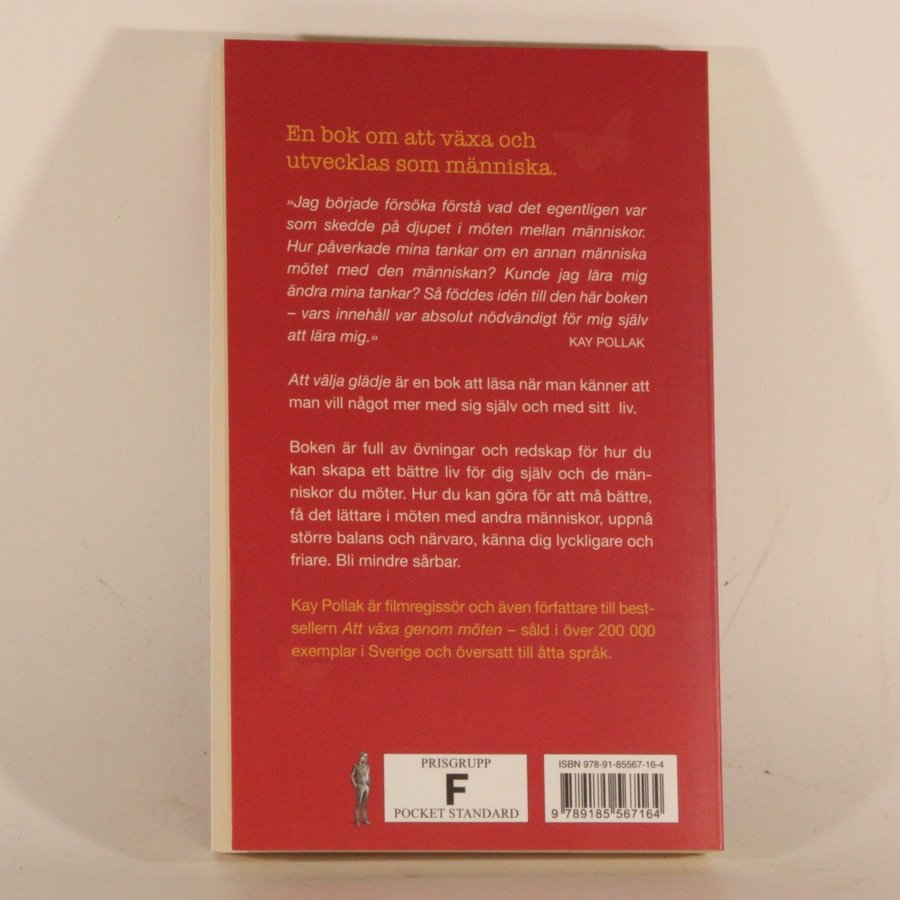 En bok om att växa och
utvecklas som människa.
»Jag började försöka förstå vad det egentligen var
som skedde på djupet i möten mellan människor.
Hur påverkade mina tankar om en annan människa
mötet med den människan? Kunde jag lära mig
ändra mina tankar? Så föddes idén till den här boken
– vars innehåll var absolut nödvändigt för mig själv
att lära mig.»
KAY POLLAK
Att välja glädje är en bok att läsa när man känner att
man vill något mer med sig själv och med sitt liv.
Boken är full av övningar och redskap för hur du
kan skapa ett bättre liv för dig själv och de män-
niskor du möter. Hur du kan göra för att må bättre,
få det lättare i möten med andra människor, uppnå
större balans och närvaro, känna dig lyckligare och
friare. Bli mindre sårbar.
Kay Pollak är filmregissör och även författare till best-
sellern Att växa genom möten – såld i över 200 000
exemplar i Sverige och översatt till åtta språk.
PRISGRUPP
F
POCKET STANDARD
ISBN 978-91-85567-16-4
9 789185 567164